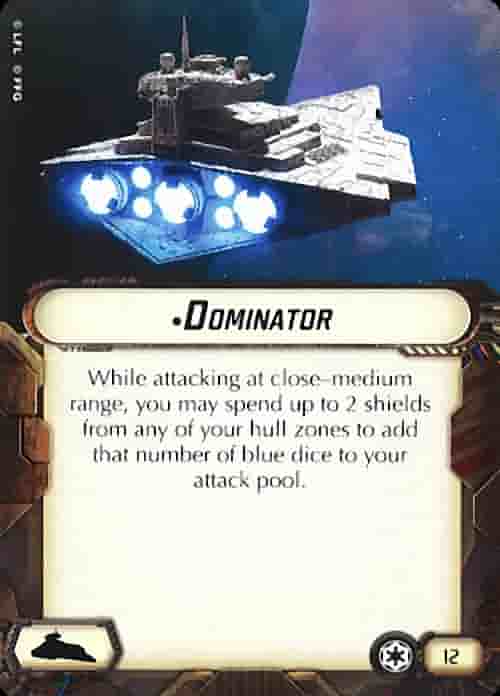 © LFL © FFG
•Dominator
While attacking at close–medium
range, you may spend up to 2 shields
from any of your hull zones to add
that number of blue dice to your
attack pool.
12